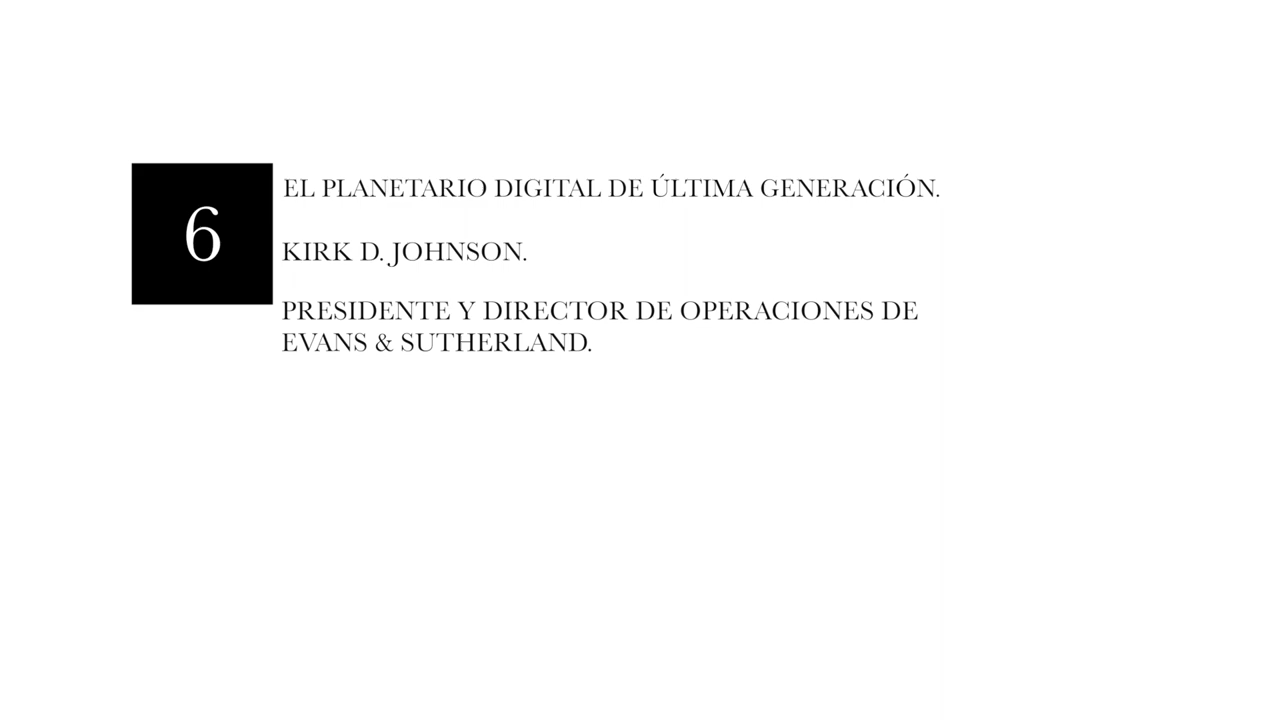 6
EL PLANETARIO DIGITAL DE ÚLTIMA GENERACIÓN.
KIRK D. JOHNSON.
PRESIDENTE Y DIRECTOR DE OPERACIONES DE
EVANS & SUTHERLAND.